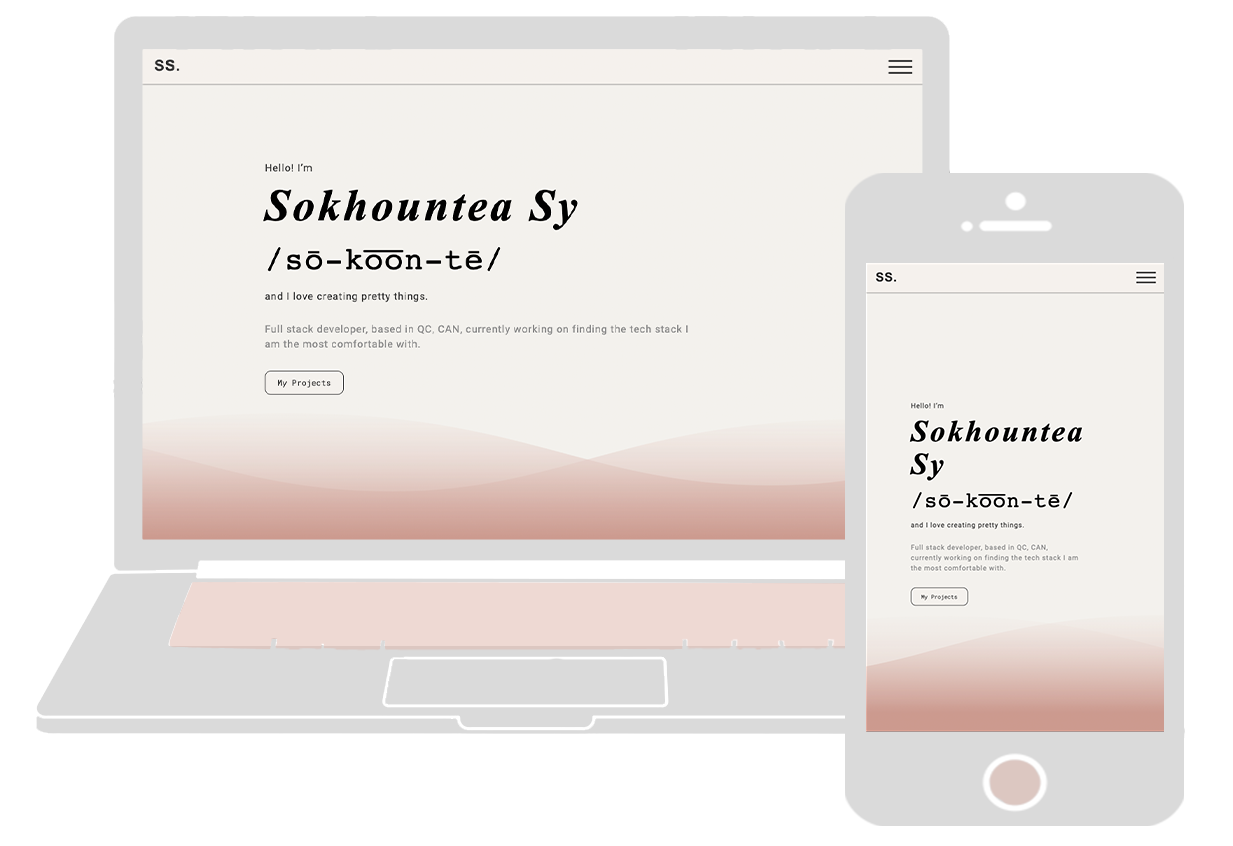 SS.
Hello! I'm
Sokhountea Sy
/sō-ko͞on-tē/
and I love creating pretty things.
Full stack developer, based in QC, CAN, currently working on finding the tech stack I
am the most comfortable with.
My Projects
SS.
Hello! I'm
Sokhountea
Sy
/sō-ko͞on-tē/
and I love creating pretty things.
Full stack developer, based in QC, CAN,
currently working on finding the tech stack I am
the most comfortable with.
My Projects